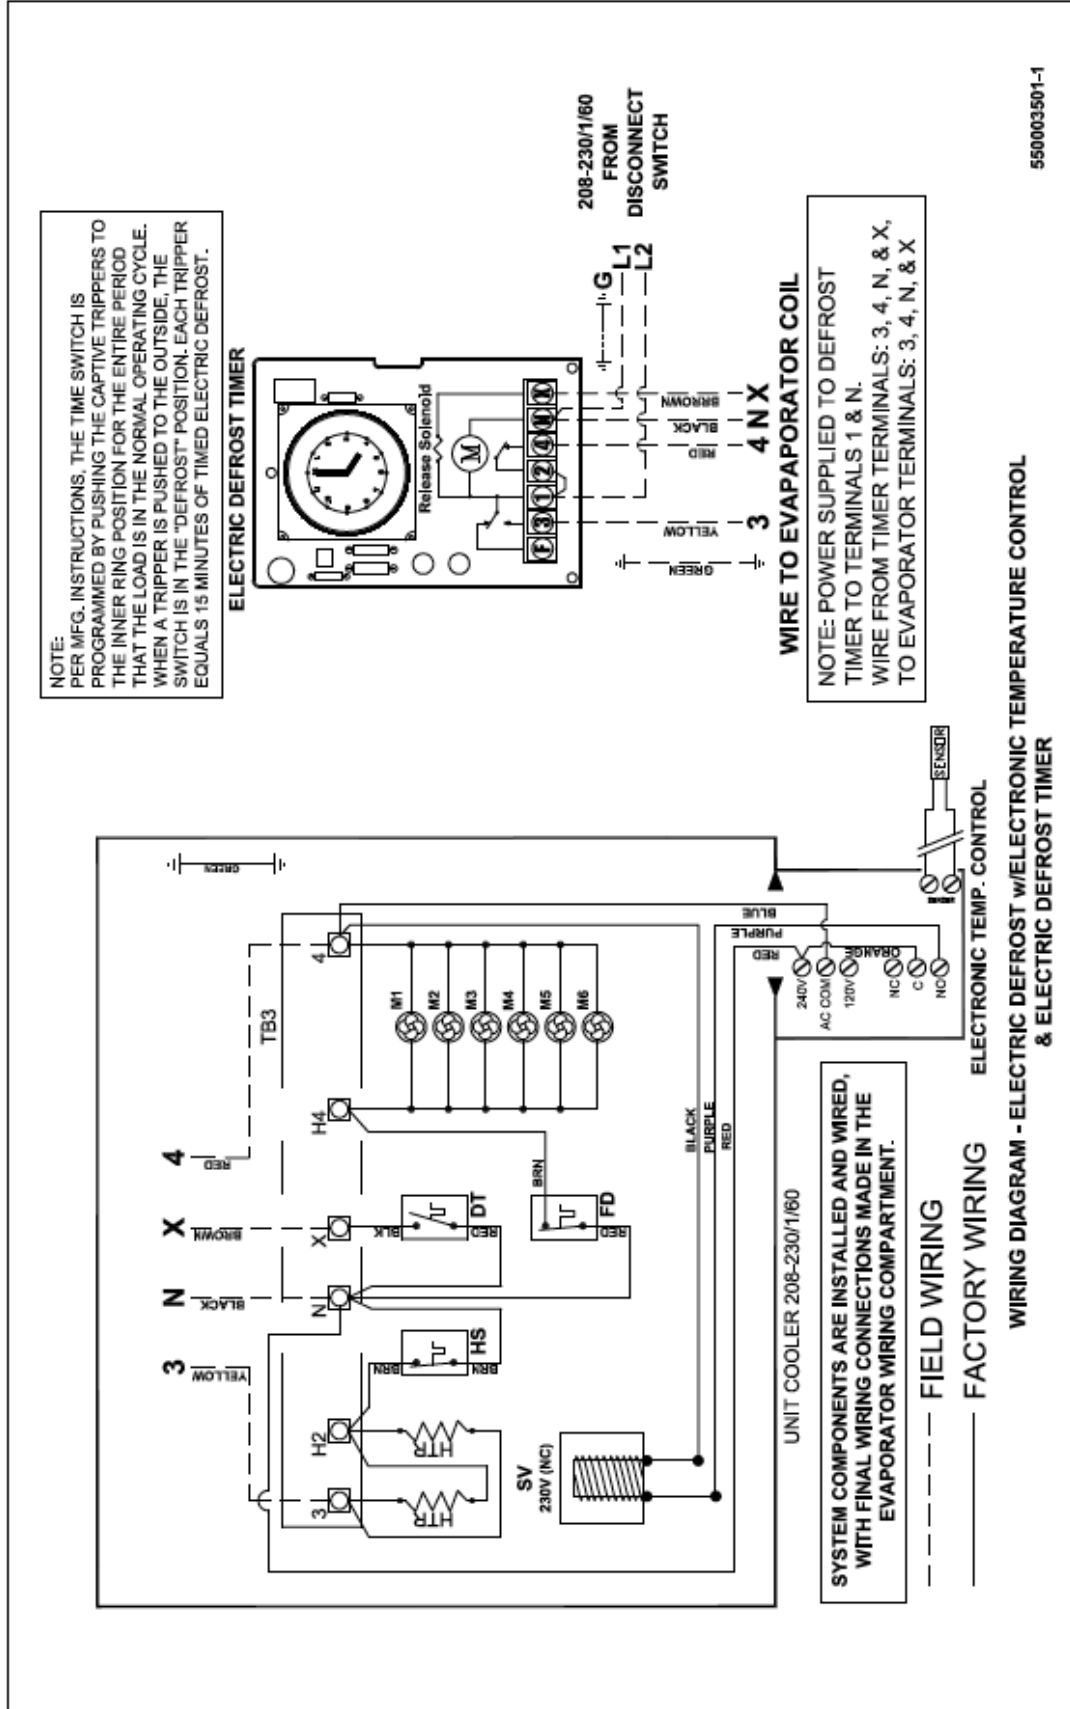 NOTE:
PER MFG. INSTRUCTIONS, THE TIME SWITCH IS
PROGRAMMED BY PUSHING THE CAPTIVE TRIPPERS TO
THE INNER RING POSITION FOR THE ENTIRE PERIOD
THAT THE LOAD IS IN THE NORMAL OPERATING CYCLE.
WHEN A TRIPPER IS PUSHED TO THE OUTSIDE, THE
SWITCH IS IN THE "DEFROST" POSITION. EACH TRIPPER
EQUALS 15 MINUTES OF TIMED ELECTRIC DEFROST.
ELECTRIC DEFROST TIMER
Release Solenoid
M
F 3 1 2 4 N X
208-230/1/60
FROM
DISCONNECT
SWITCH
G
L1
L2
GREEN
YELLOW
RED
BLACK
BROWN
3 4 N X
WIRE TO EVAPAPORATOR COIL
NOTE: POWER SUPPLIED TO DEFROST
TIMER TO TERMINALS 1 & N.
WIRE FROM TIMER TERMINALS: 3, 4, N, & X,
TO EVAPORATOR TERMINALS: 3, 4, N, & X
3 N X 4
YELLOW
BLACK
BROWN
RED
GREEN
TB3
3 H2 N X H4 4
HTR
HTR
BRN
BRN
HS
BLK
RED
DT
BRN
RED
FD
M1
M2
M3
M4
M5
M6
SV
230V (NC)
BLACK
PURPLE
RED
UNIT COOLER 208-230/1/60
RED
PURPLE
BLUE
240V
AC COM
120V
ORANGE
NC
C
NO
SENSOR
ELECTRONIC TEMP. CONTROL
SYSTEM COMPONENTS ARE INSTALLED AND WIRED,
WITH FINAL WIRING CONNECTIONS MADE IN THE
EVAPORATOR WIRING COMPARTMENT.
FIELD WIRING
FACTORY WIRING
WIRING DIAGRAM - ELECTRIC DEFROST w/ELECTRONIC TEMPERATURE CONTROL
& ELECTRIC DEFROST TIMER
550003501-1